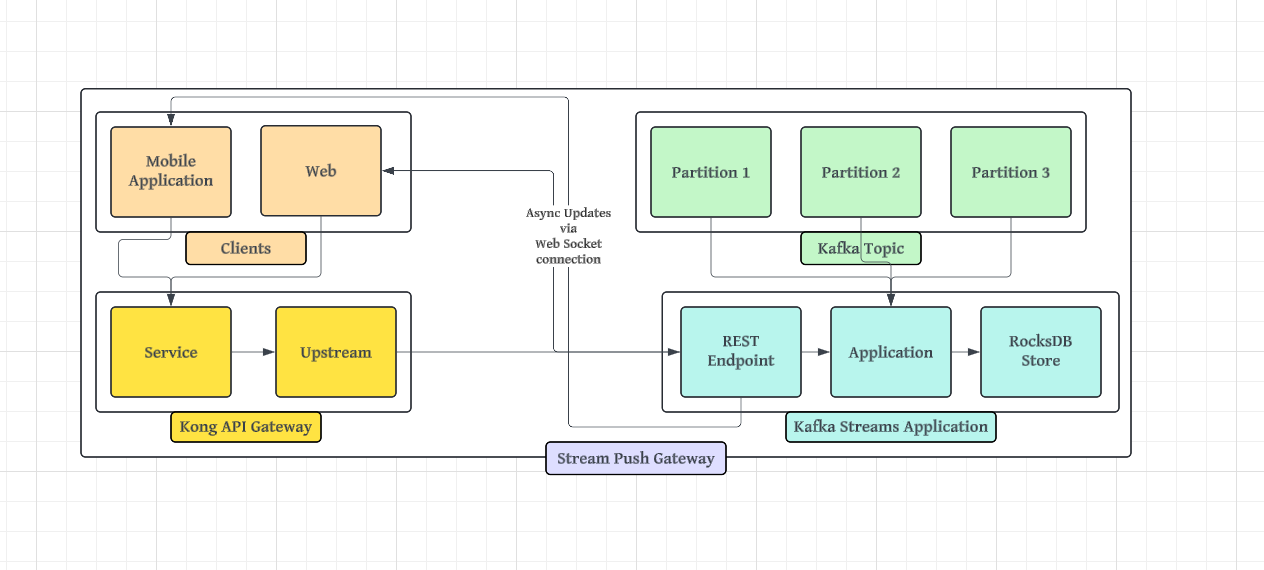 Mobile
Application
Web
Clients
Partition 1
Partition 2
Partition 3
Kafka Topic
Async Updates
via
Web Socket
connection
Service
Upstream
Kong API Gateway
REST
Endpoint
Application
RocksDB
Store
Kafka Streams Application
Stream Push Gateway